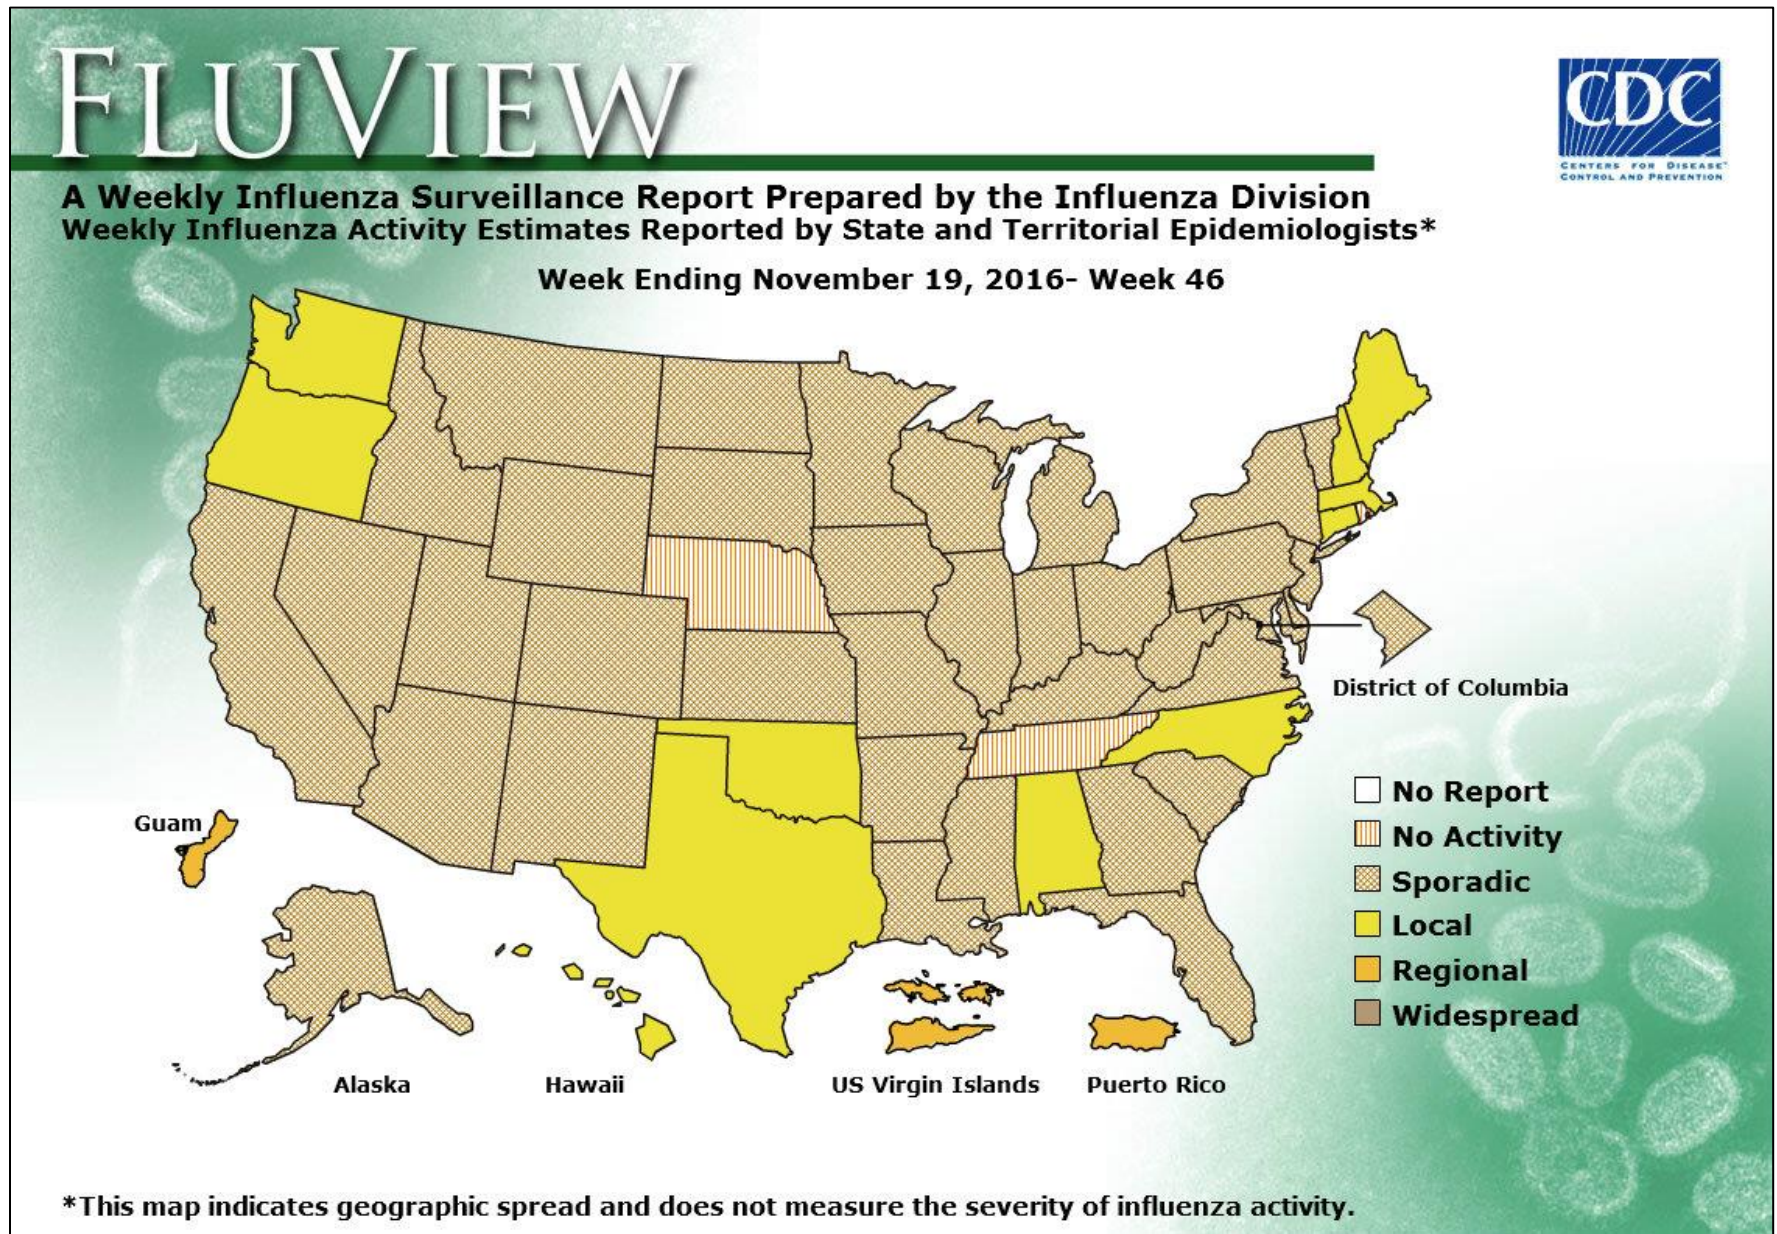 FLUVIEW
CDC
CENTERS FOR DISEASE™
CONTROL AND PREVENTION
A Weekly Influenza Surveillance Report Prepared by the Influenza Division
Weekly Influenza Activity Estimates Reported by State and Territorial Epidemiologists*
Week Ending November 19, 2016- Week 46
District of Columbia
No Report
No Activity
Sporadic
Local
Regional
Widespread
Guam
Alaska
Hawaii
US Virgin Islands
Puerto Rico
*This map indicates geographic spread and does not measure the severity of influenza activity.